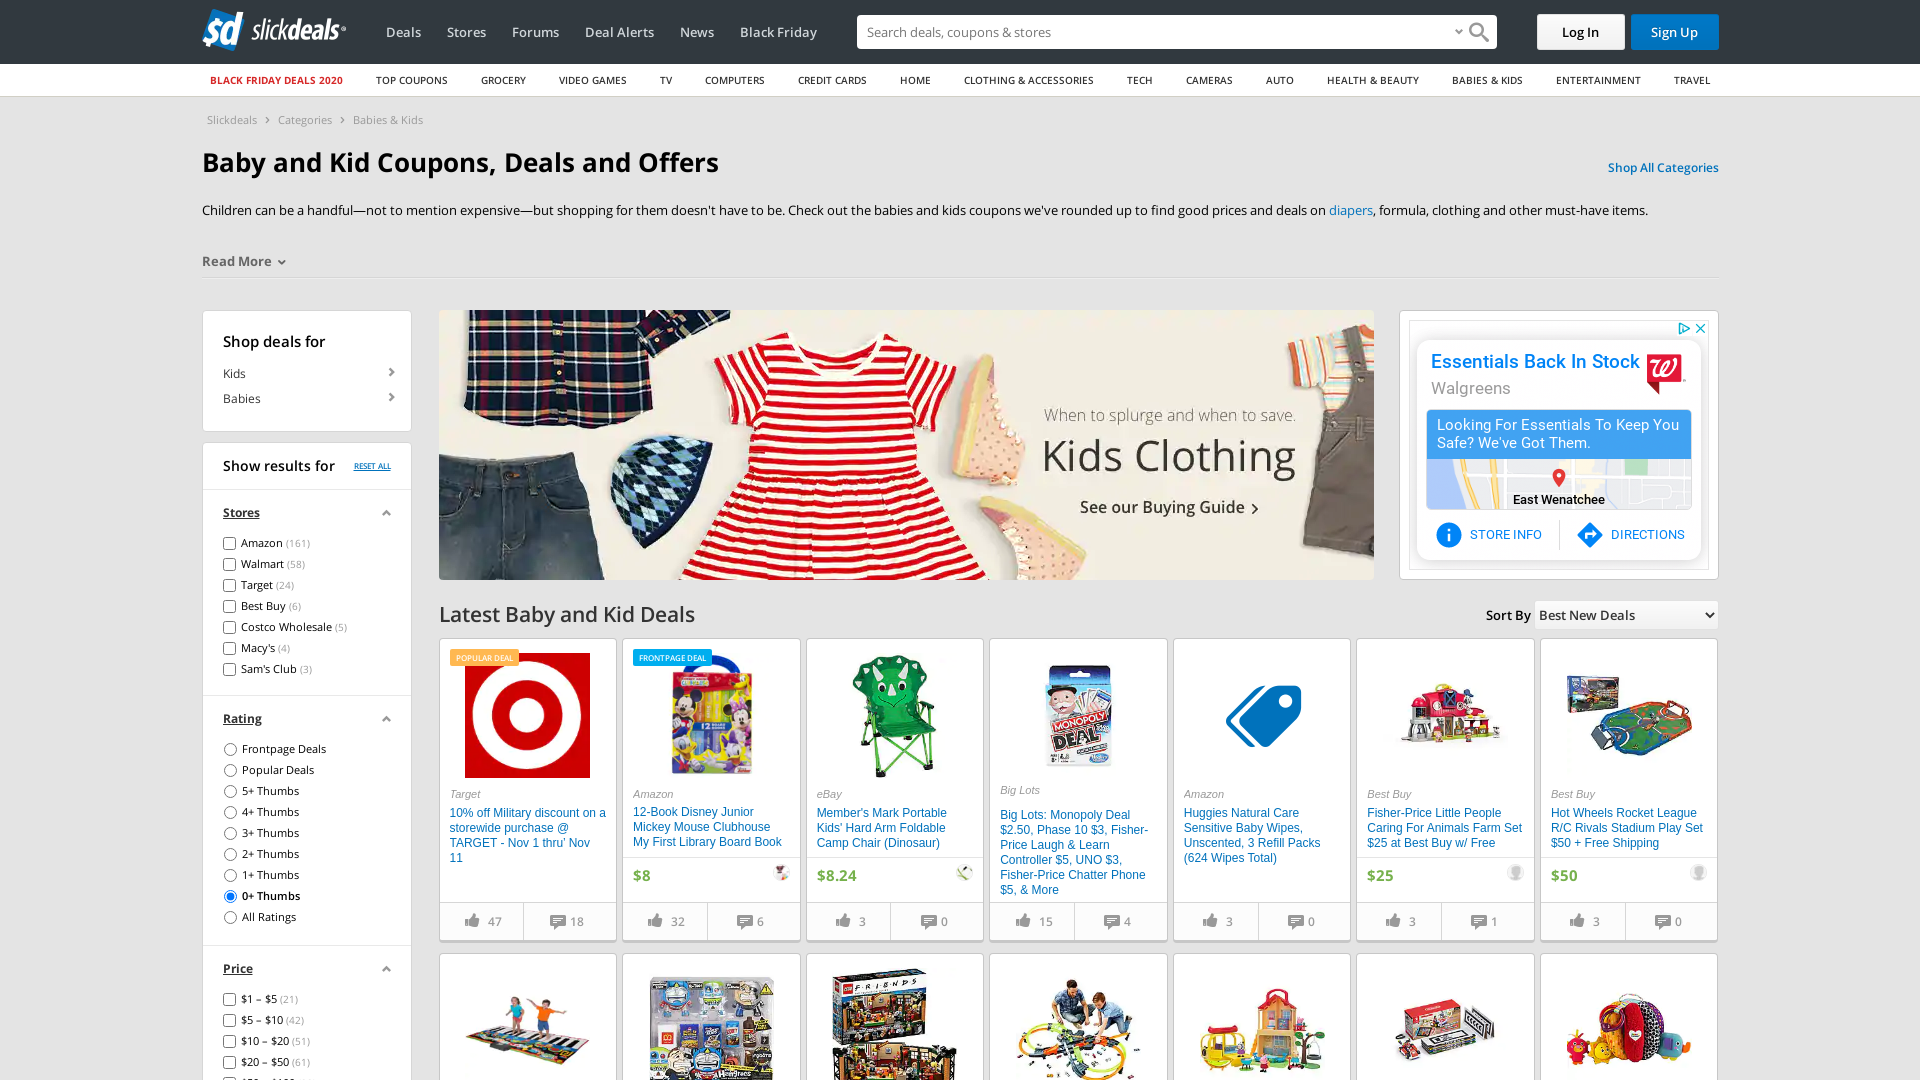 slickdeals
Deals
Stores
Forums
Deal Alerts
News
Black Friday
Search deals, coupons & stores
Log In
Sign Up
BLACK FRIDAY DEALS 2020
TOP COUPONS
GROCERY
VIDEO GAMES
TV
COMPUTERS
CREDIT CARDS
HOME
CLOTHING & ACCESSORIES
TECH
CAMERAS
AUTO
HEALTH & BEAUTY
BABIES & KIDS
ENTERTAINMENT
TRAVEL
Slickdeals
Categories
Babies & Kids
Baby and Kid Coupons, Deals and Offers
Shop All Categories
Children can be a handful—not to mention expensive—but shopping for them doesn't have to be. Check out the babies and kids coupons we've rounded up to find good prices and deals on diapers, formula, clothing and other must-have items.
Read More
Shop deals for
Kids
Babies
Show results for
RESET ALL
Stores
Amazon (161)
Walmart (58)
Target (24)
Best Buy (6)
Costco Wholesale (5)
Macy's (4)
Sam's Club (3)
Rating
Frontpage Deals
Popular Deals
5+ Thumbs
4+ Thumbs
3+ Thumbs
2+ Thumbs
1+ Thumbs
0+ Thumbs
All Ratings
Price
$1 – $5 (21)
$5 – $10 (42)
$10 – $20 (51)
$20 – $50 (61)
When to splurge and when to save.
Kids Clothing
See our Buying Guide
Essentials Back In Stock
Walgreens
Looking For Essentials To Keep You
Safe? We've Got Them.
East Wenatchee
STORE INFO
DIRECTIONS
Latest Baby and Kid Deals
Sort By
Best New Deals
POPULAR DEAL
Target
10% off Military discount on a
storewide purchase @
TARGET - Nov 1 thru' Nov
11
47
18
FRONTPAGE DEAL
12
Amazon
12-Book Disney Junior
Mickey Mouse Clubhouse
My First Library Board Book
$8
32
6
eBay
Member's Mark Portable
Kids' Hard Arm Foldable
Camp Chair (Dinosaur)
$8.24
3
0
MONOPOLY
DEAL
Big Lots
Big Lots: Monopoly Deal
$2.50, Phase 10 $3, Fisher-
Price Laugh & Learn
Controller $5, UNO $3,
Fisher-Price Chatter Phone
$5, & More
15
4
Amazon
Huggies Natural Care
Sensitive Baby Wipes,
Unscented, 3 Refill Packs
(624 Wipes Total)
3
0
Best Buy
Fisher-Price Little People
Caring For Animals Farm Set
$25 at Best Buy w/ Free
$25
3
1
Best Buy
Hot Wheels Rocket League
R/C Rivals Stadium Play Set
$50 + Free Shipping
$50
3
0
FRIENDS